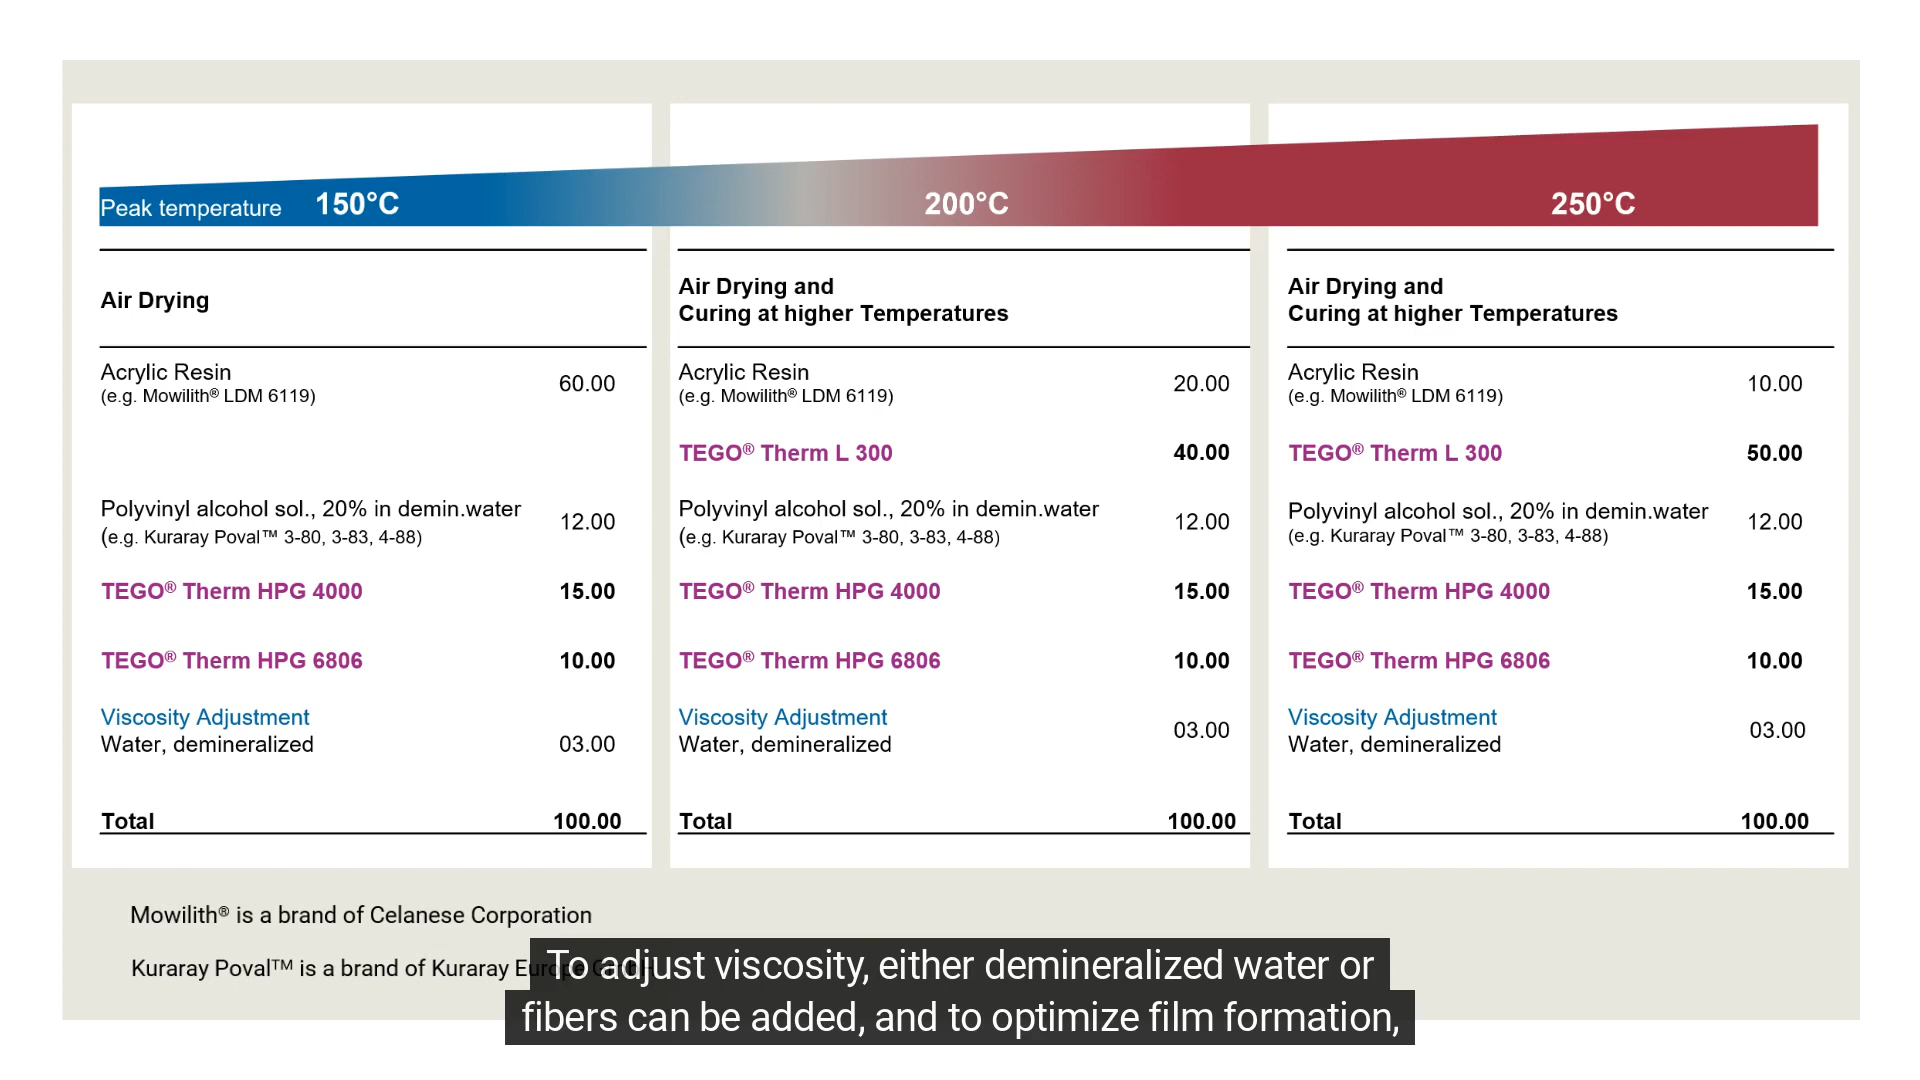 Peak temperature 150°C 200°C 250°C
Air Drying
Acrylic Resin 60.00
(e.g. Mowilith® LDM 6119)
Polyvinyl alcohol sol., 20% in demin.water 12.00
(e.g. Kuraray Poval™ 3-80, 3-83, 4-88)
TEGO® Therm HPG 4000 15.00
TEGO® Therm HPG 6806 10.00
Viscosity Adjustment
Water, demineralized 03.00
Total 100.00
Air Drying and
Curing at higher Temperatures
Acrylic Resin 20.00
(e.g. Mowilith® LDM 6119)
TEGO® Therm L 300 40.00
Polyvinyl alcohol sol., 20% in demin.water 12.00
(e.g. Kuraray Poval™ 3-80, 3-83, 4-88)
TEGO® Therm HPG 4000 15.00
TEGO® Therm HPG 6806 10.00
Viscosity Adjustment 03.00
Water, demineralized
Total 100.00
Air Drying and
Curing at higher Temperatures
Acrylic Resin 10.00
(e.g. Mowilith® LDM 6119)
TEGO® Therm L 300 50.00
Polyvinyl alcohol sol., 20% in demin.water 12.00
(e.g. Kuraray Poval™ 3-80, 3-83, 4-88)
TEGO® Therm HPG 4000 15.00
TEGO® Therm HPG 6806 10.00
Viscosity Adjustment 03.00
Water, demineralized
Total 100.00
Mowilith® is a brand of Celanese Corporation
Kuraray Poval™ is a brand of Kuraray
To adjust viscosity, either demineralized water or
fibers can be added, and to optimize film formation,